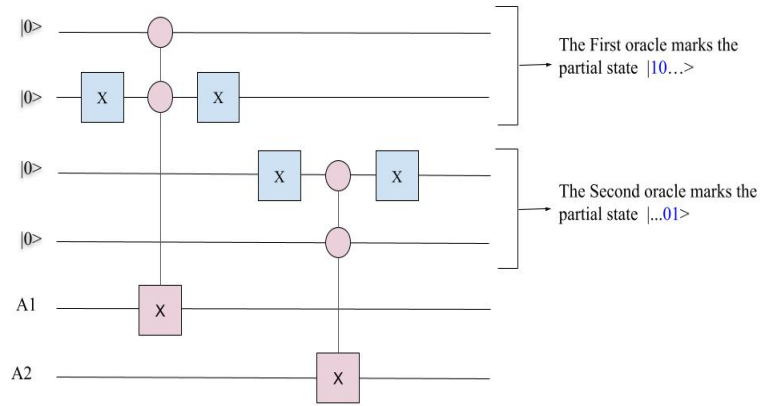 |0>
The First oracle marks the
partial state |10…>
|0>
X
X
|0>
X
X
The Second oracle marks the
partial state |...01>
|0>
A1
X
A2
X